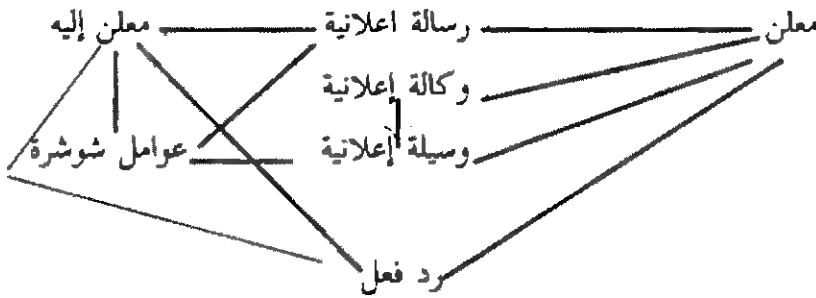 معلن رسالة اعلانية معلن إليه
وكالة إعلانية
وسيلة إعلانية عوامل شوشرة
رد فعل